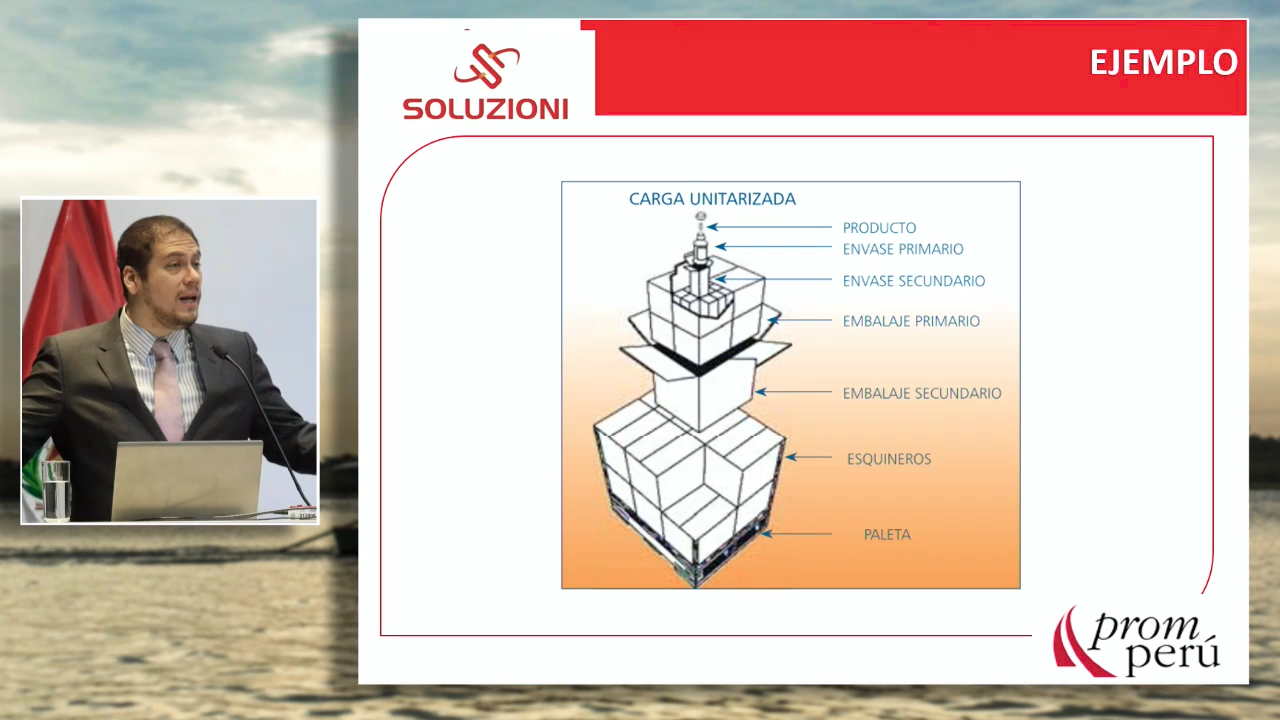 SOLUZIONI
EJEMPLO
CARGA UNITARIZADA
PRODUCTO
ENVASE PRIMARIO
ENVASE SECUNDARIO
EMBALAJE PRIMARIO
EMBALAJE SECUNDARIO
ESQUINEROS
PALETA
prom
perú